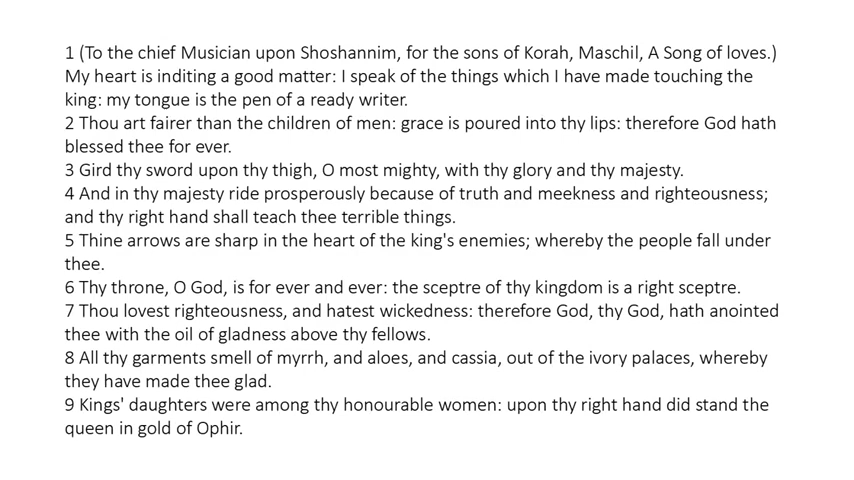 1 (To the chief Musician upon Shoshannim, for the sons of Korah, Maschil, A Song of loves.)
My heart is inditing a good matter: I speak of the things which I have made touching the
king: my tongue is the pen of a ready writer.
2 Thou art fairer than the children of men: grace is poured into thy lips: therefore God hath
blessed thee for ever.
3 Gird thy sword upon thy thigh, O most mighty, with thy glory and thy majesty.
4 And in thy majesty ride prosperously because of truth and meekness and righteousness;
and thy right hand shall teach thee terrible things.
5 Thine arrows are sharp in the heart of the king's enemies; whereby the people fall under
thee.
6 Thy throne, O God, is for ever and ever: the sceptre of thy kingdom is a right sceptre.
7 Thou lovest righteousness, and hatest wickedness: therefore God, thy God, hath anointed
thee with the oil of gladness above thy fellows.
8 All thy garments smell of myrrh, and aloes, and cassia, out of the ivory palaces, whereby
they have made thee glad.
9 Kings' daughters were among thy honourable women: upon thy right hand did stand the
queen in gold of Ophir.